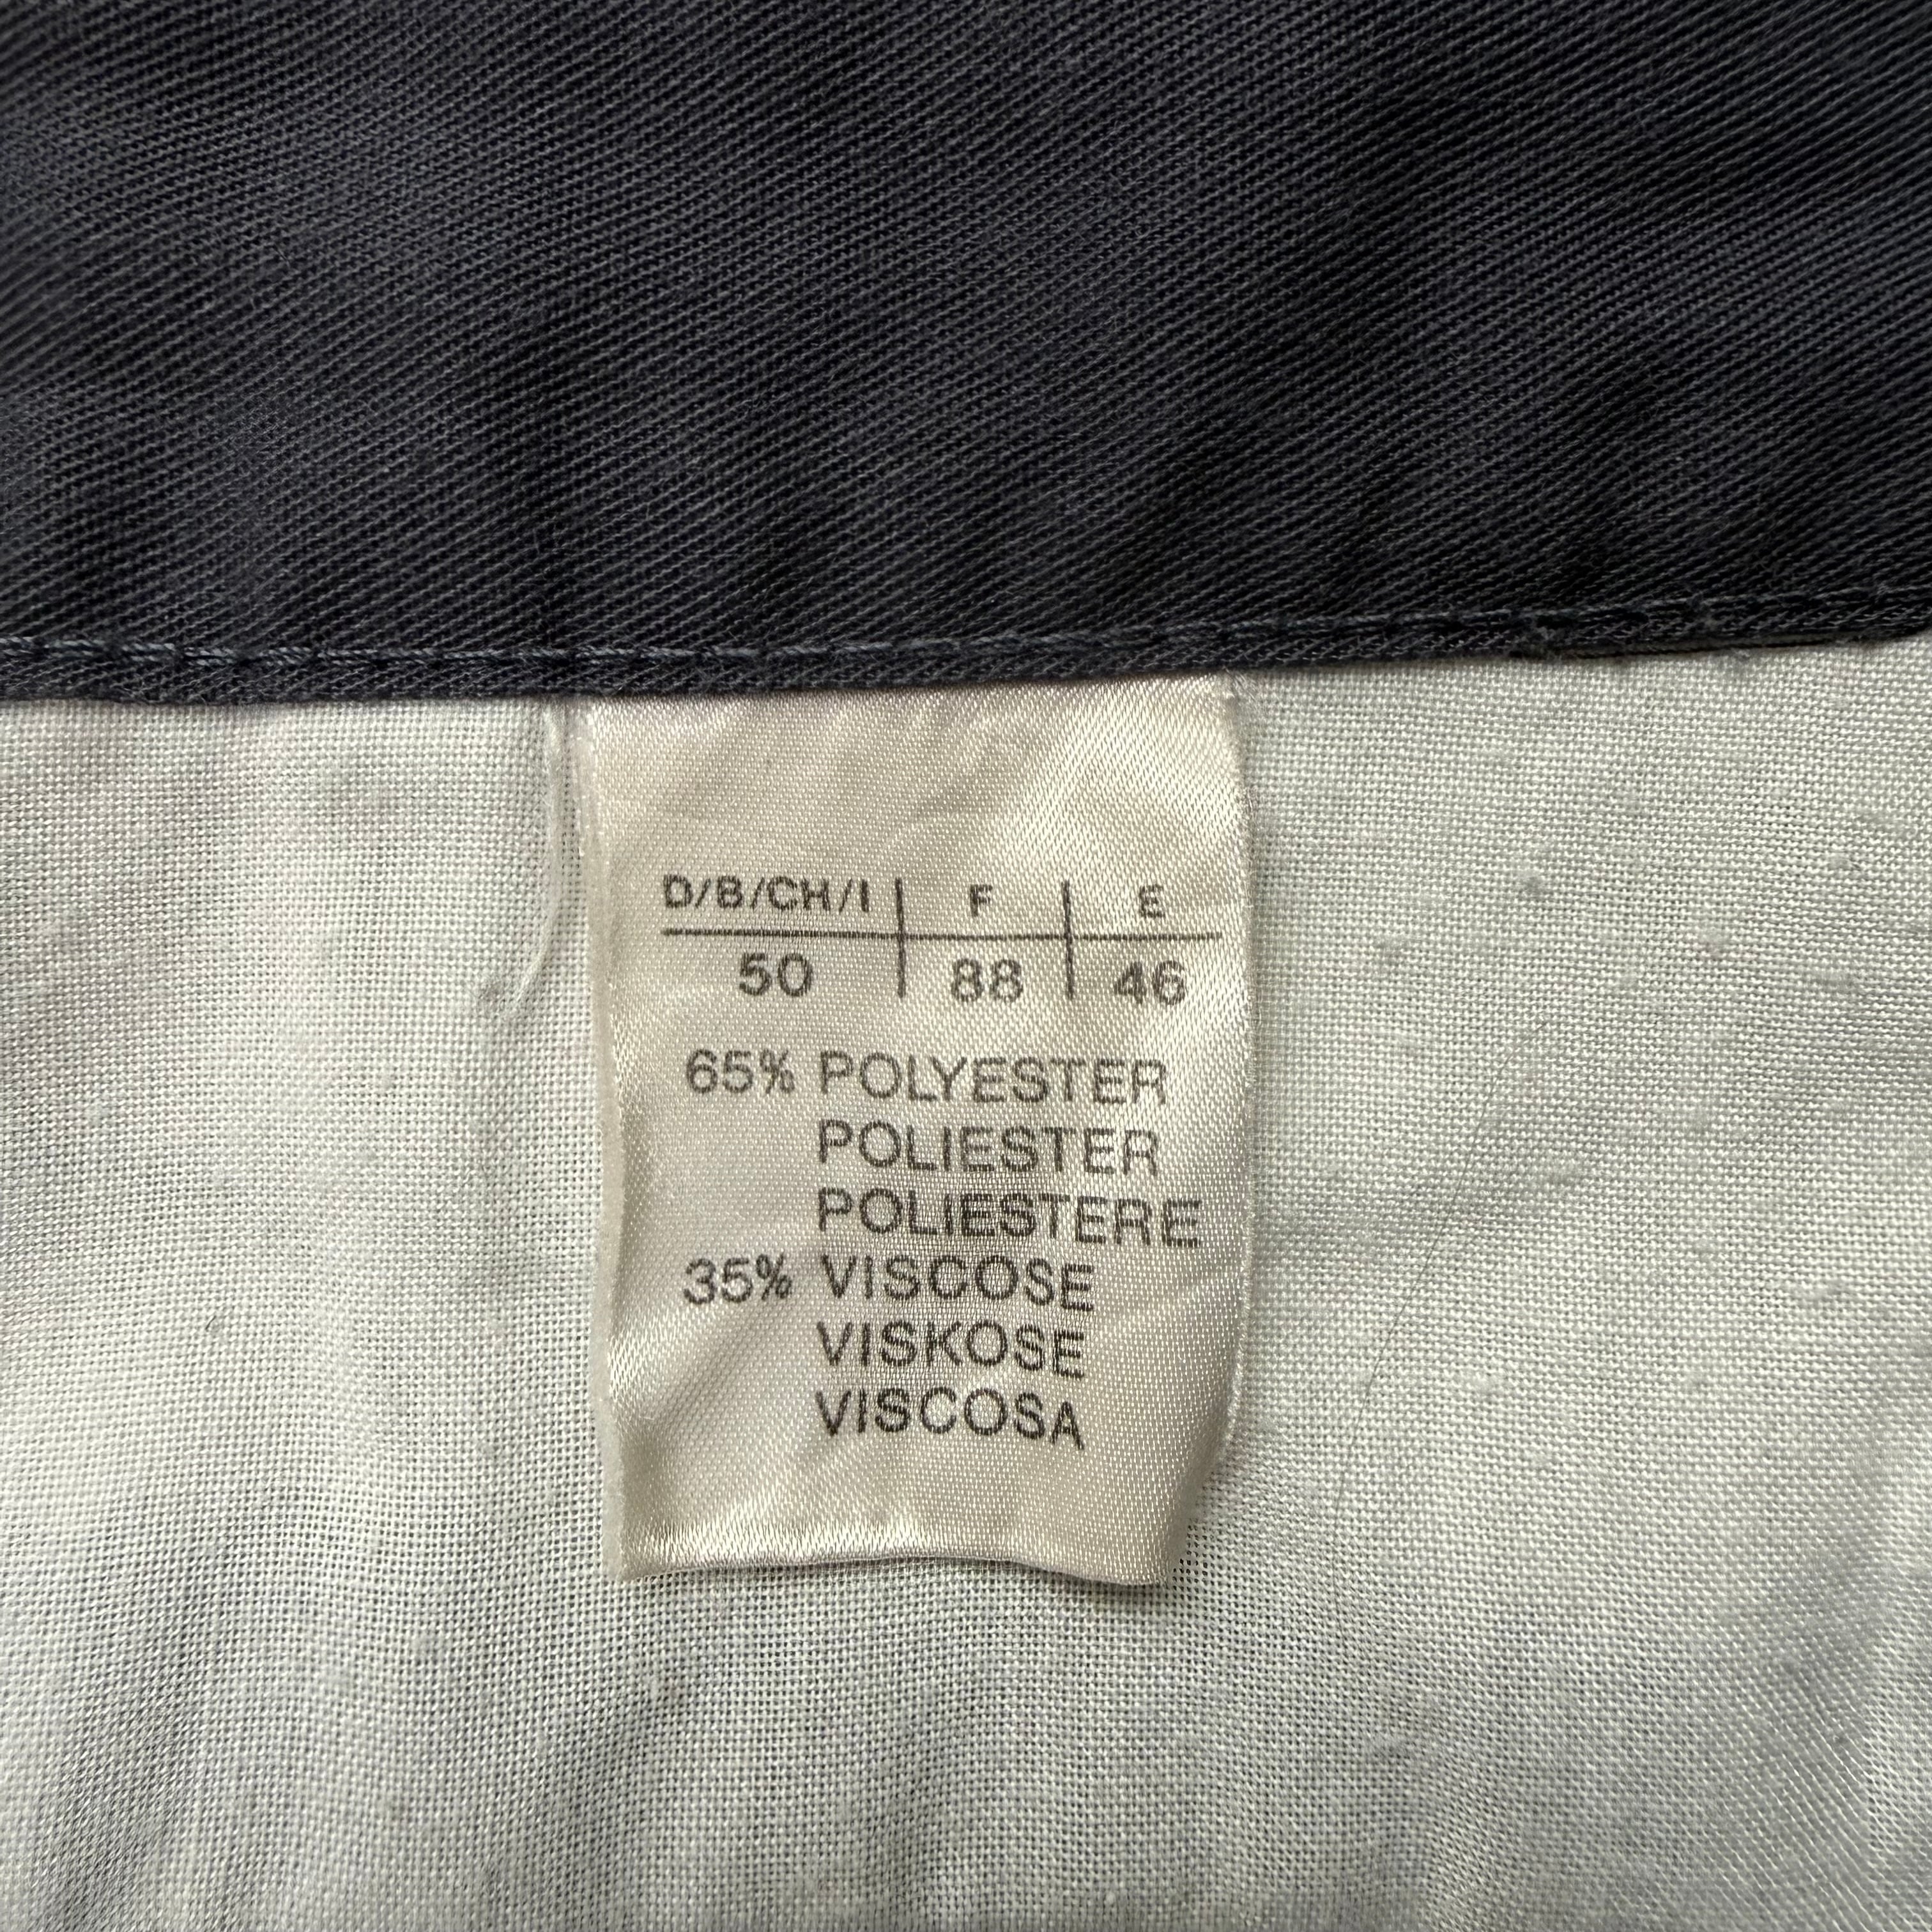 D/B/CH/I | F | E
50 | 88 | 46
65% POLYESTER
POLIESTER
POLIESTERE
35% VISCOSE
VISKOSE
VISCOSA